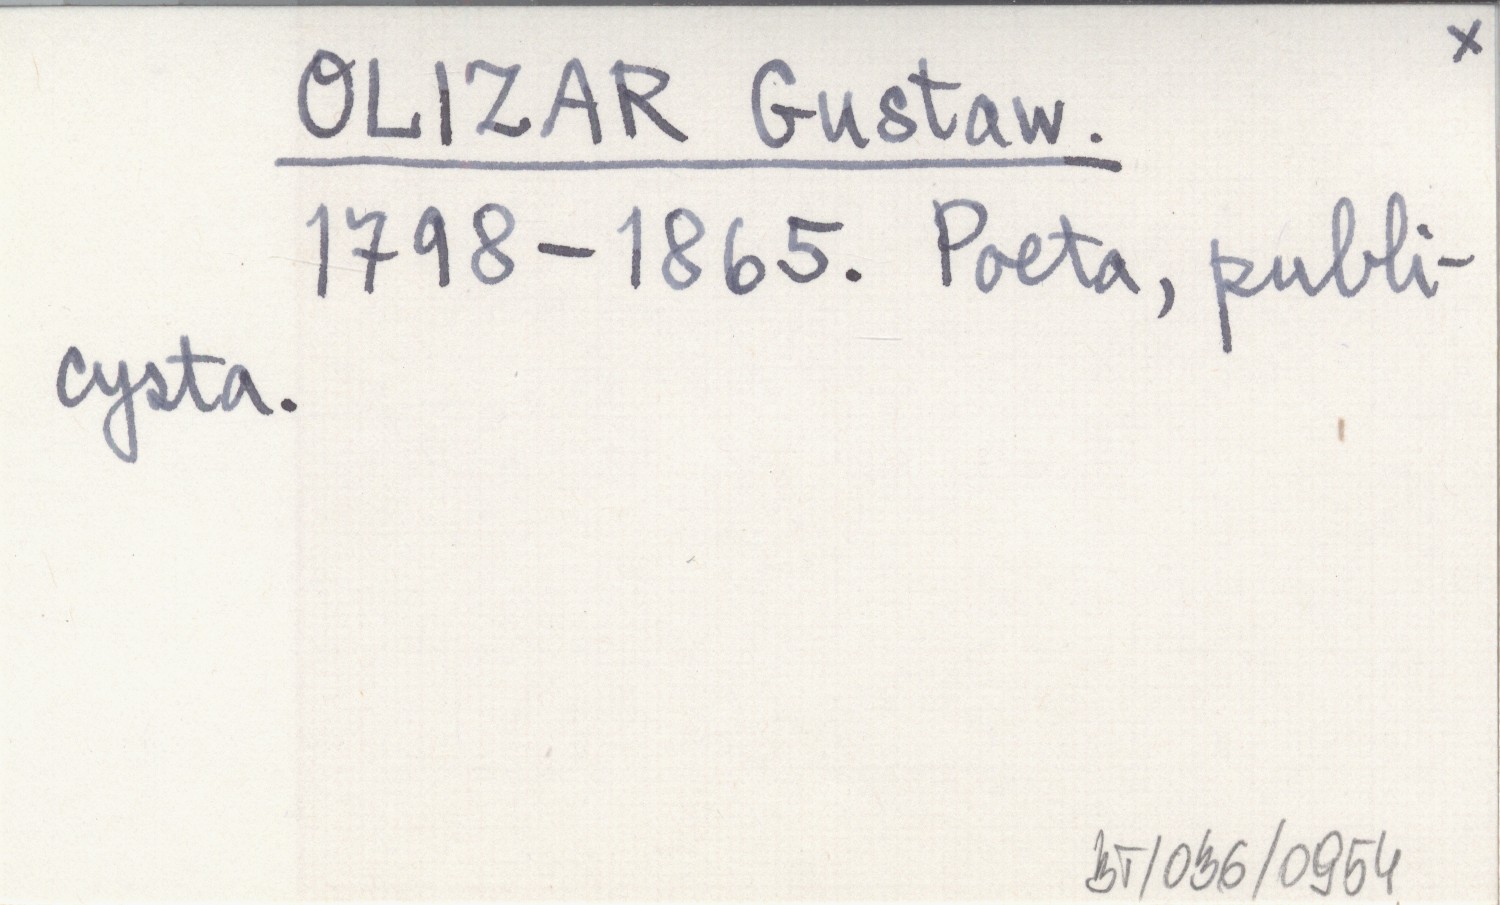 x
OLIZAR Gustaw.
1798-1865. Poeta, publi-
cysta.
BT/036/0954